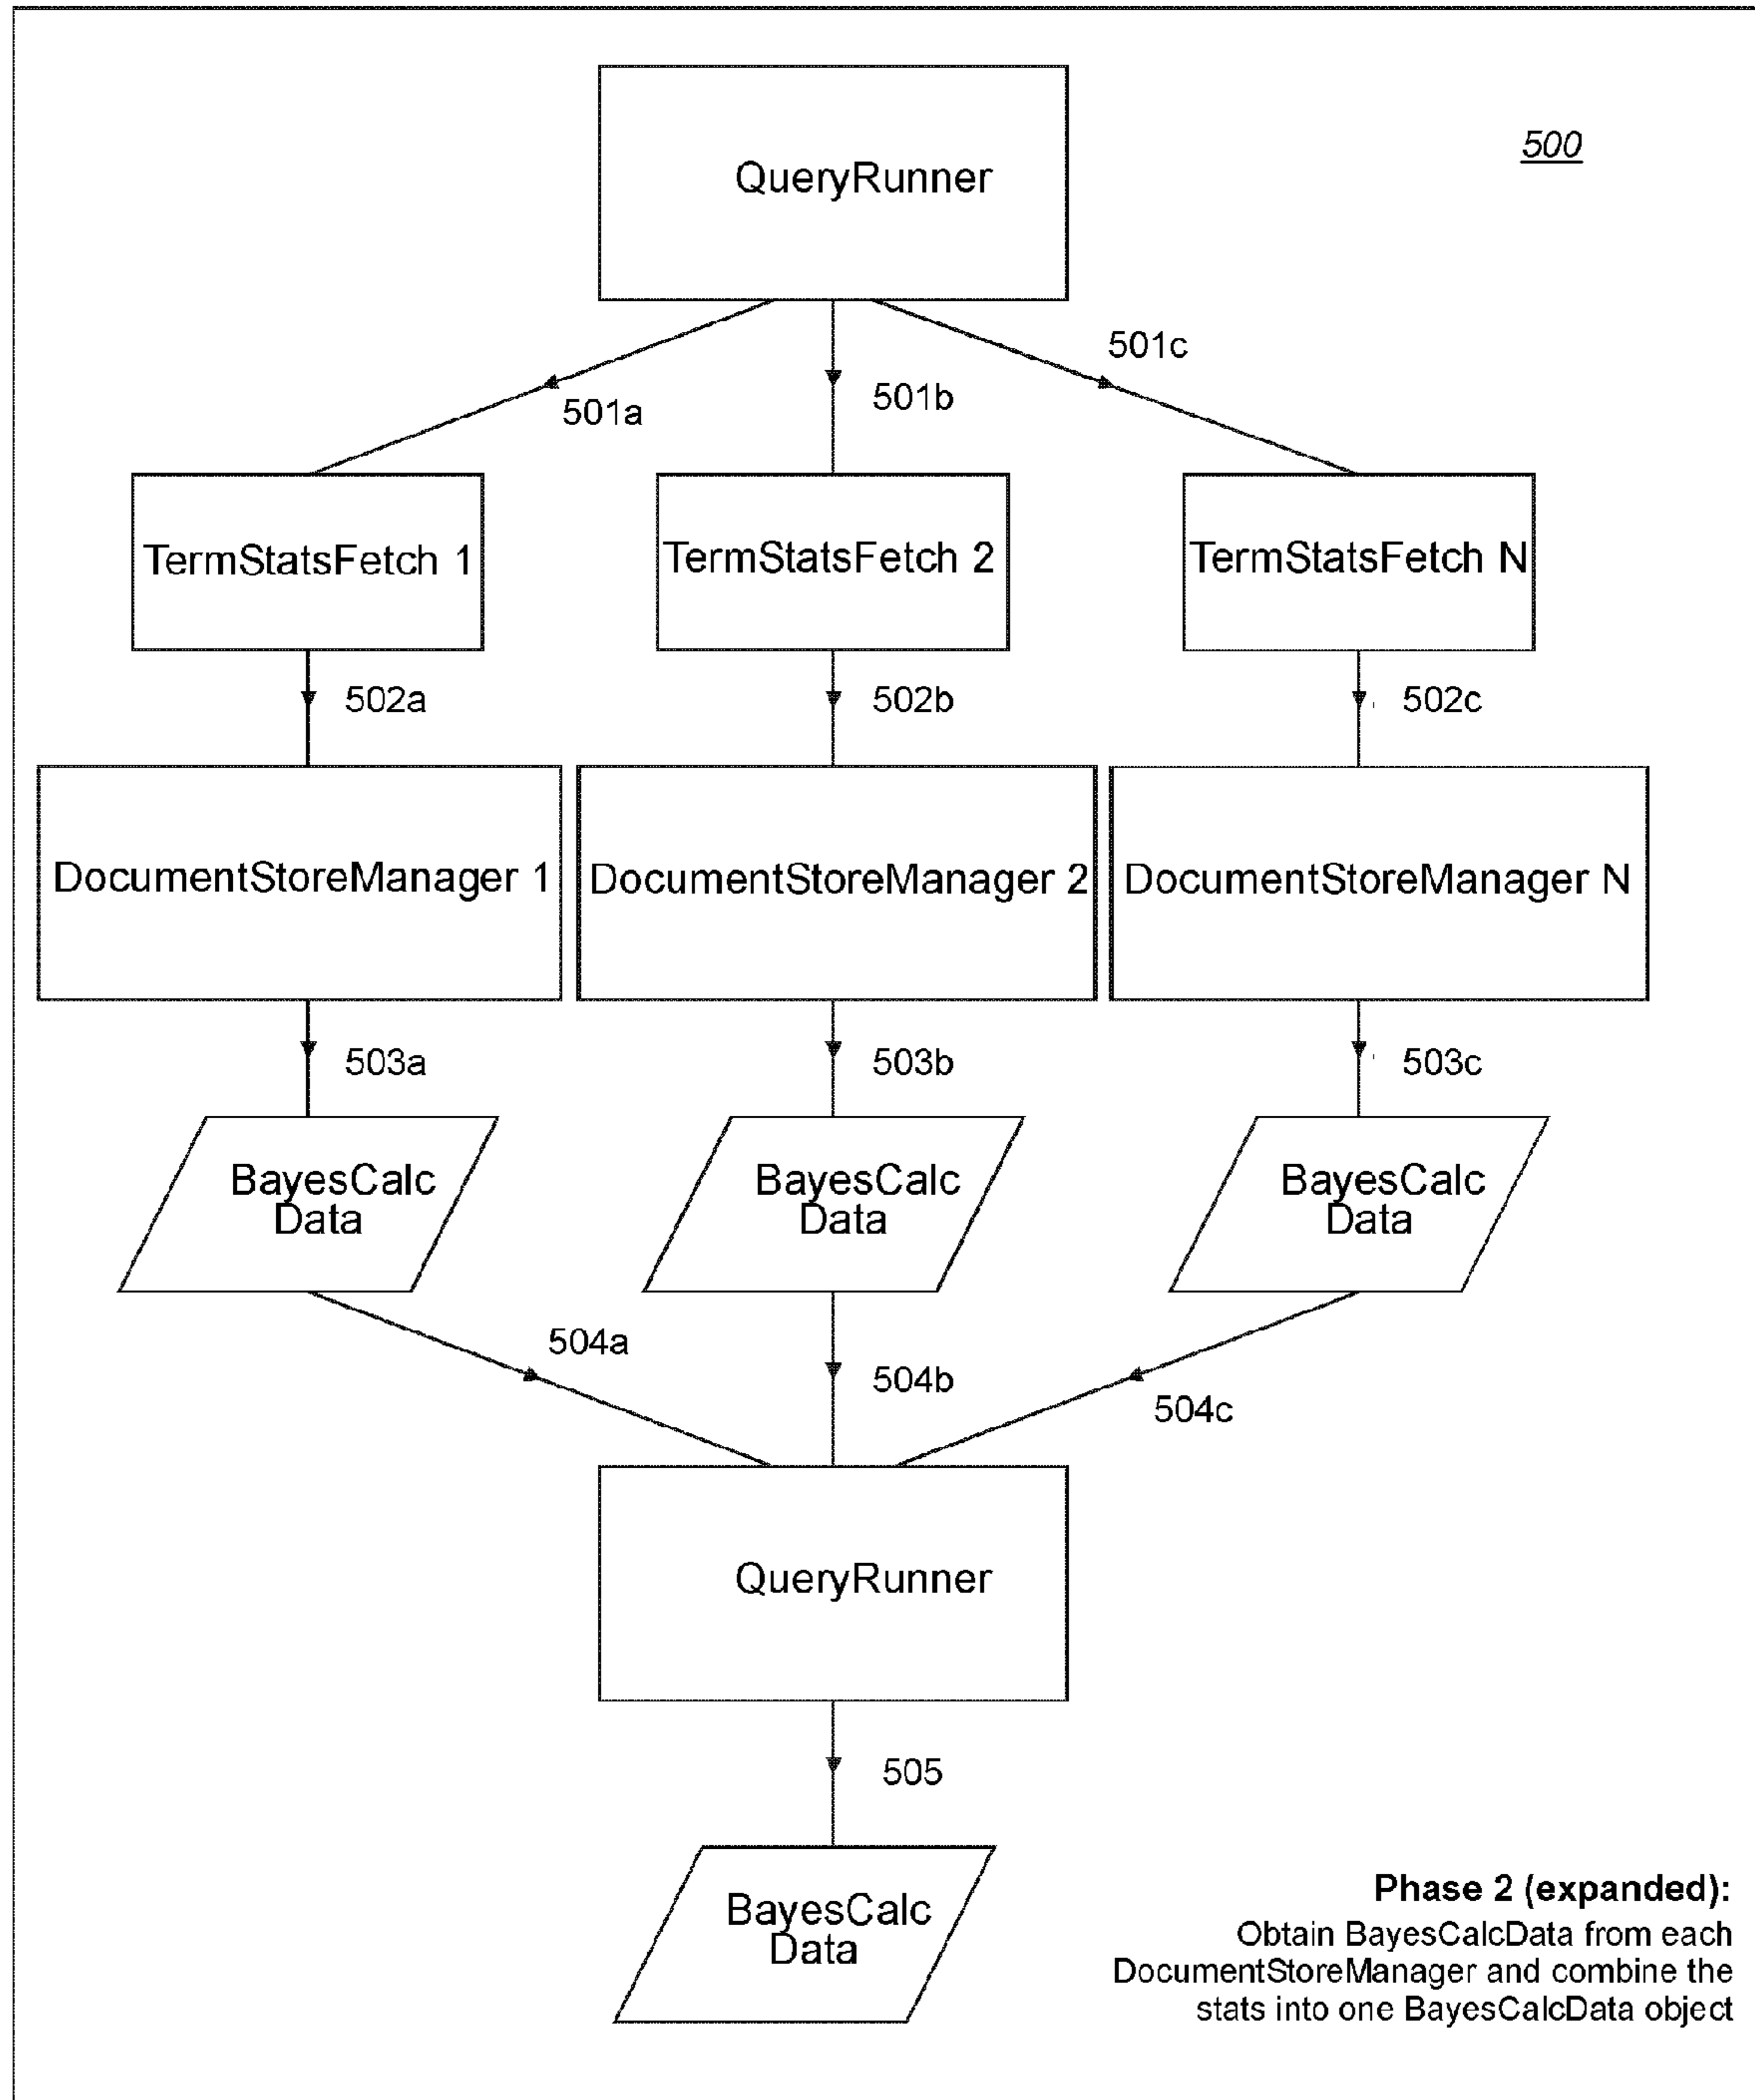 500
QueryRunner
501a
501b
501c
TermStatsFetch 1
TermStatsFetch 2
TermStatsFetch N
502a
502b
502c
DocumentStoreManager 1
DocumentStoreManager 2
DocumentStoreManager N
503a
503b
503c
BayesCalc
Data
BayesCalc
Data
BayesCalc
Data
504a
504b
504c
QueryRunner
505
BayesCalc
Data
Phase 2 (expanded):
Obtain BayesCalcData from each
DocumentStoreManager and combine the
stats into one BayesCalcData object